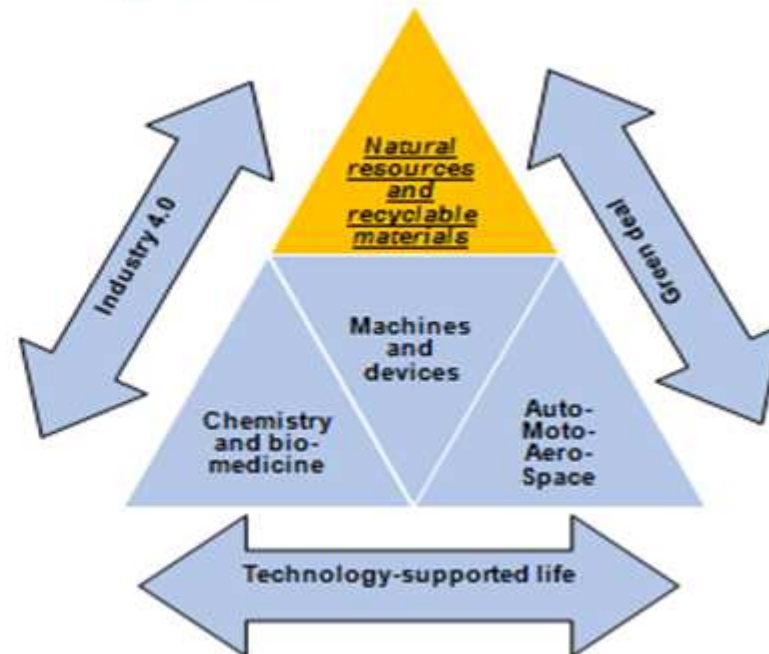 Natural
resources
and
recyclable
materials
Industry 4.0
Green deal
Machines
and
devices
Chemistry
and bio-
medicine
Auto-
Moto-
Aero-
Space
Technology-supported life